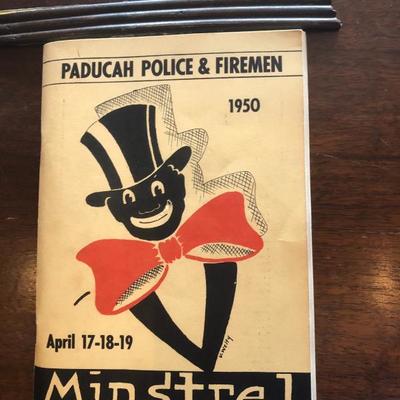 PADUCAH POLICE & FIREMEN
1950
April 17-18-19
Minstrel